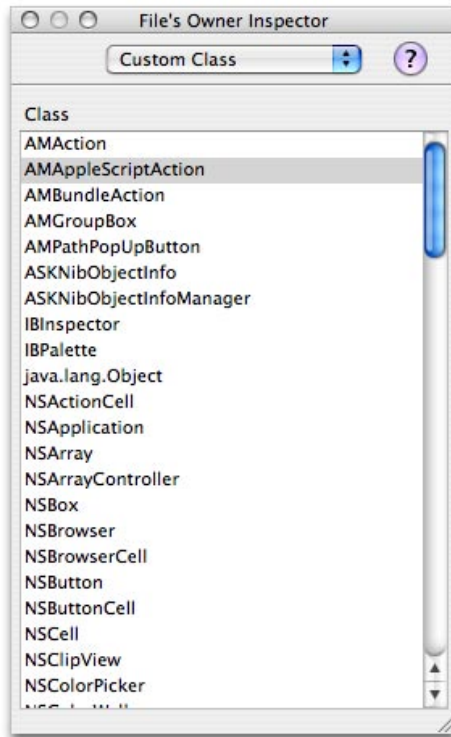 File's Owner Inspector
Custom Class
?
Class
AMAction
AMAppleScriptAction
AMBundleAction
AMGroupBox
AMPathPopUpButton
ASKNibObjectInfo
ASKNibObjectInfoManager
IBInspector
IBPalette
java.lang.Object
NSActionCell
NSApplication
NSArray
NSArrayController
NSBox
NSBrowser
NSBrowserCell
NSButton
NSButtonCell
NSCell
NSClipView
NSColorPicker